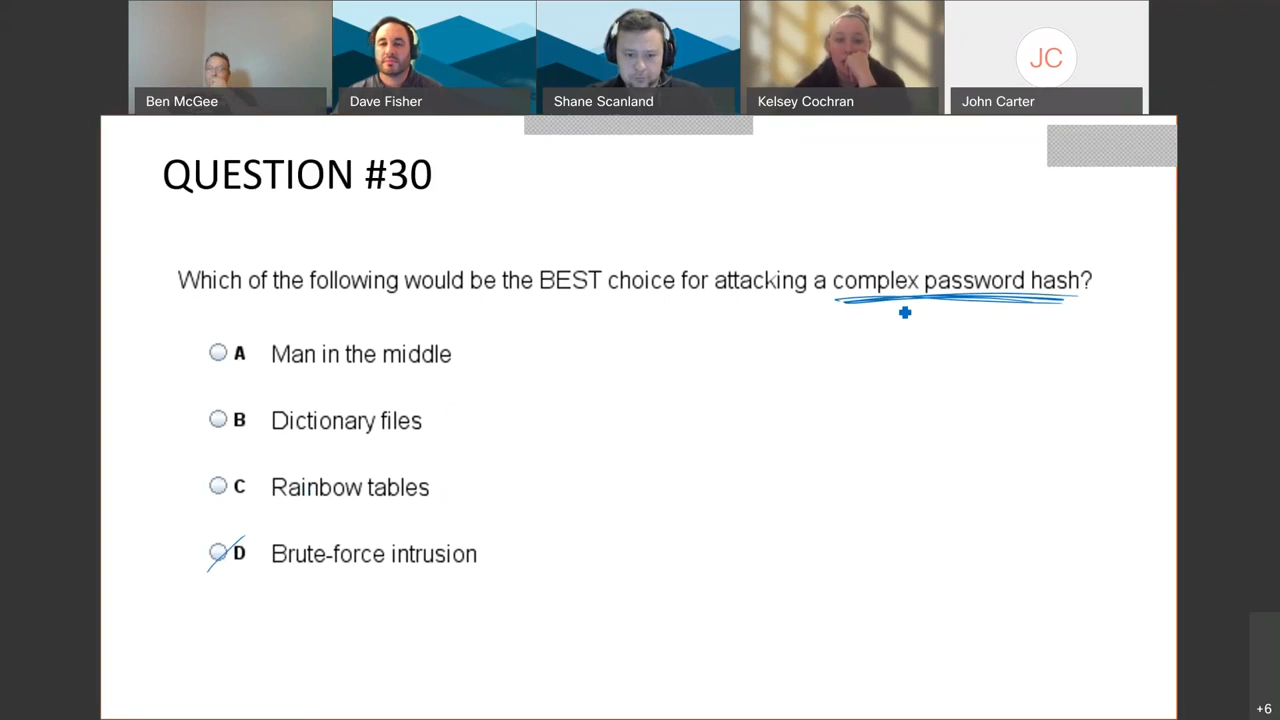 JC
Ben McGee
Dave Fisher
Shane Scanland
Kelsey Cochran
John Carter
QUESTION #30
Which of the following would be the BEST choice for attacking a complex password hash?
A Man in the middle
B Dictionary files
C Rainbow tables
D Brute-force intrusion
+6